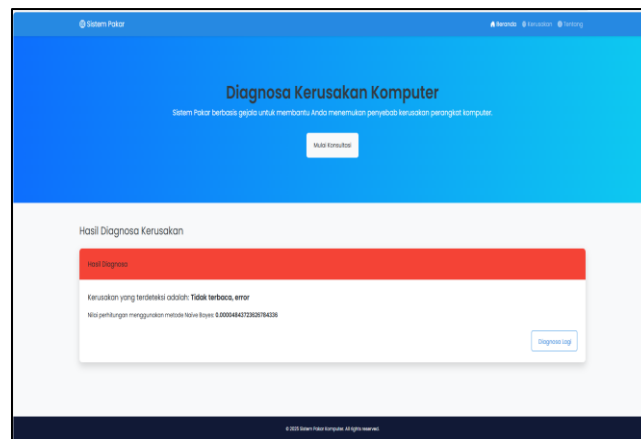 Sistem Pakar
Beranda Kerusakan Tentang
Diagnosa Kerusakan Komputer
Sistem Pakar berbasis gejala untuk membantu Anda menemukan penyebab kerusakan perangkat komputer.
Mulai Konsultasi
Hasil Diagnosa Kerusakan
Hasil Diagnosa
Kerusakan yang terdeteksi adalah: Tidak terbaca, error
Nilai perhitungan menggunakan metode Naive Bayes:
Diagnosa Lagi
© 2025 Sistem Pakar Komputer. All rights reserved.